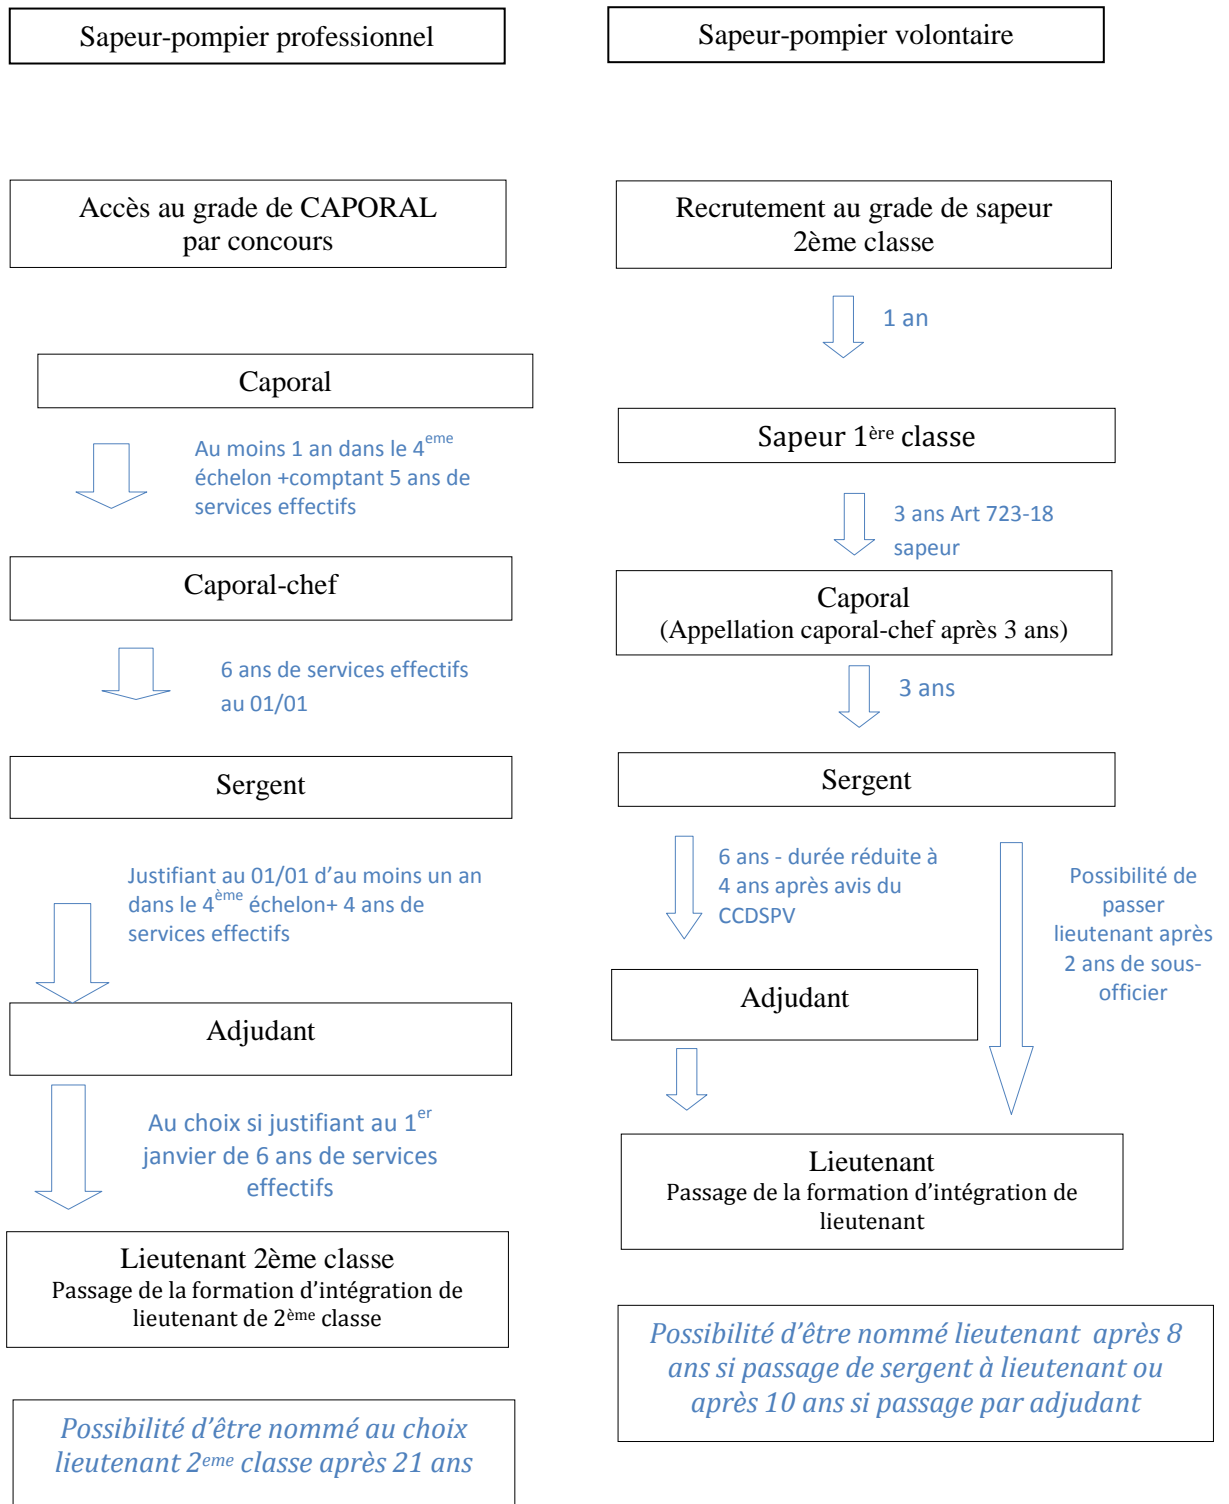 Sapeur-pompier professionnel
Accès au grade de CAPORAL
par concours
Caporal
Au moins 1 an dans le 4eme
échelon +comptant 5 ans de
services effectifs
Caporal-chef
6 ans de services effectifs
au 01/01
Sergent
Justifiant au 01/01 d’au moins un an
dans le 4ème échelon+ 4 ans de
services effectifs
Adjudant
Au choix si justifiant au 1er
janvier de 6 ans de services
effectifs
Lieutenant 2ème classe
Passage de la formation d’intégration de
lieutenant de 2ème classe
Possibilité d’être nommé au choix
lieutenant 2eme classe après 21 ans
Sapeur-pompier volontaire
Recrutement au grade de sapeur
2ème classe
1 an
Sapeur 1ère classe
3 ans Art 723-18
sapeur
Caporal
(Appellation caporal-chef après 3 ans)
3 ans
Sergent
6 ans - durée réduite à
4 ans après avis du
CCDSPV
Possibilité de
passer
lieutenant après
2 ans de sous-
officier
Adjudant
Lieutenant
Passage de la formation d’intégration de
lieutenant
Possibilité d’être nommé lieutenant après 8
ans si passage de sergent à lieutenant ou
après 10 ans si passage par adjudant